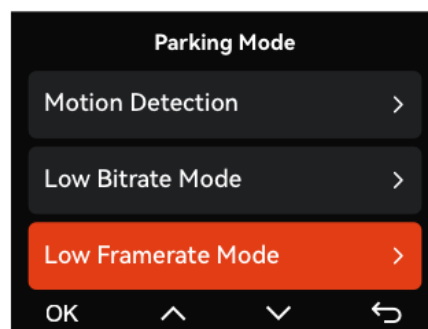 Parking Mode
Motion Detection
Low Bitrate Mode
Low Framerate Mode
OK